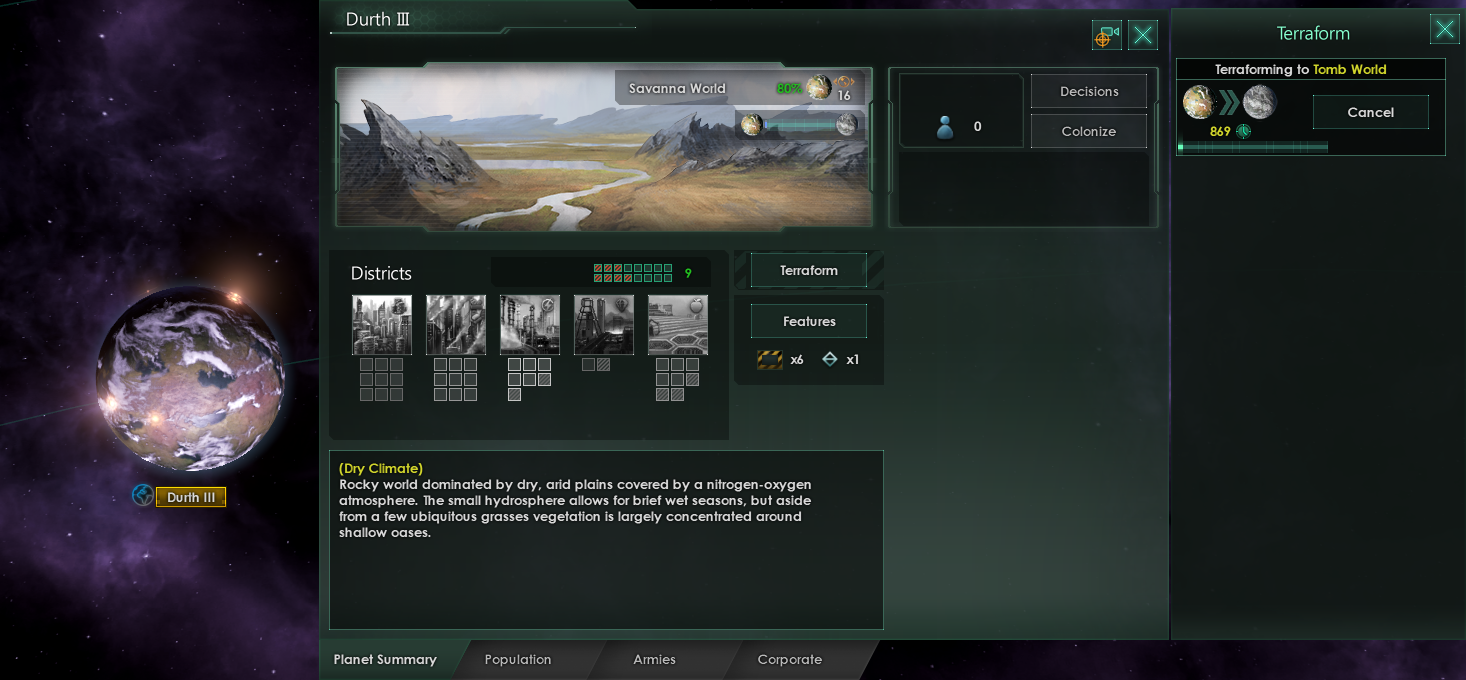 Durth III
Terraform
Savanna World
80%
16
Terraforming to Tomb World
869
Cancel
0
Decisions
Colonize
Districts
9
Terraform
Features
x6
x1
(Dry Climate)
Rocky world dominated by dry, arid plains covered by a nitrogen-oxygen
atmosphere. The small hydrosphere allows for brief wet seasons, but aside
from a few ubiquitous grasses vegetation is largely concentrated around
shallow oases.
Durth III
Planet Summary
Population
Armies
Corporate